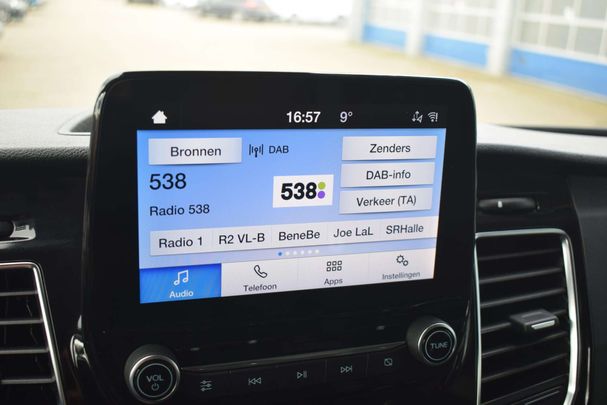 16:57 9°
Bronnen DAB Zenders
538 538 DAB-info
Radio 538 Verkeer (TA)
Radio 1 R2 VL-B BeneBe Joe LaL SRHalle
Audio Telefoon Apps Instellingen
VOL TUNE